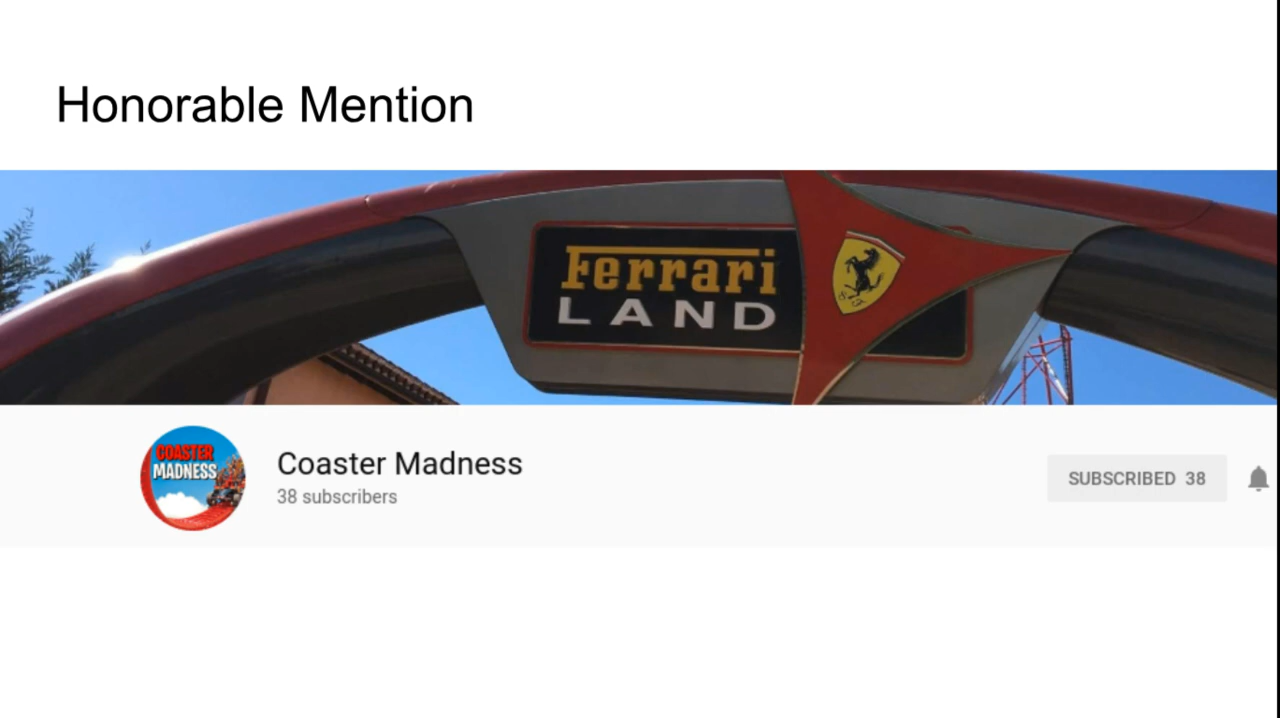 Honorable Mention
Ferrari
LAND
COASTER
MADNESS
Coaster Madness
38 subscribers
SUBSCRIBED 38